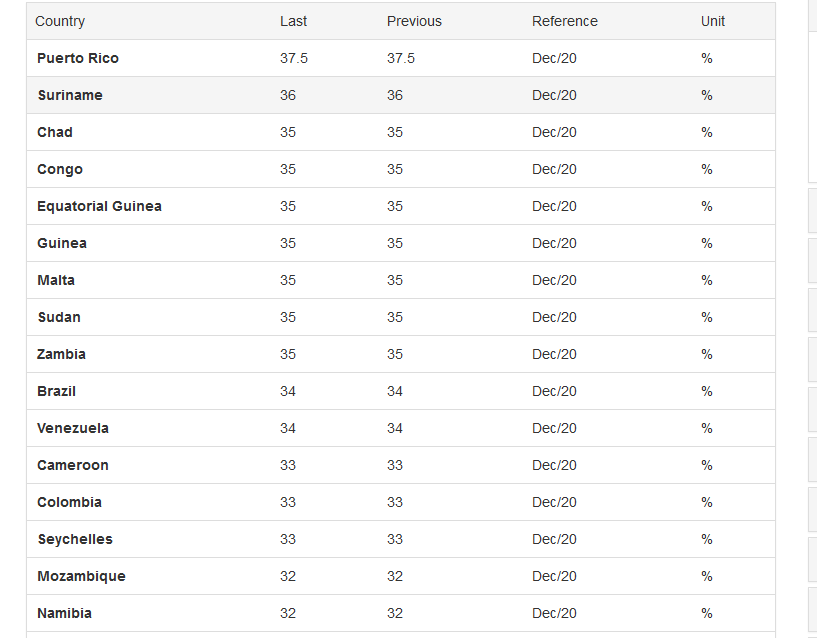 Country Last Previous Reference Unit
Puerto Rico 37.5 37.5 Dec/20 %
Suriname 36 36 Dec/20 %
Chad 35 35 Dec/20 %
Congo 35 35 Dec/20 %
Equatorial Guinea 35 35 Dec/20 %
Guinea 35 35 Dec/20 %
Malta 35 35 Dec/20 %
Sudan 35 35 Dec/20 %
Zambia 35 35 Dec/20 %
Brazil 34 34 Dec/20 %
Venezuela 34 34 Dec/20 %
Cameroon 33 33 Dec/20 %
Colombia 33 33 Dec/20 %
Seychelles 33 33 Dec/20 %
Mozambique 32 32 Dec/20 %
Namibia 32 32 Dec/20 %